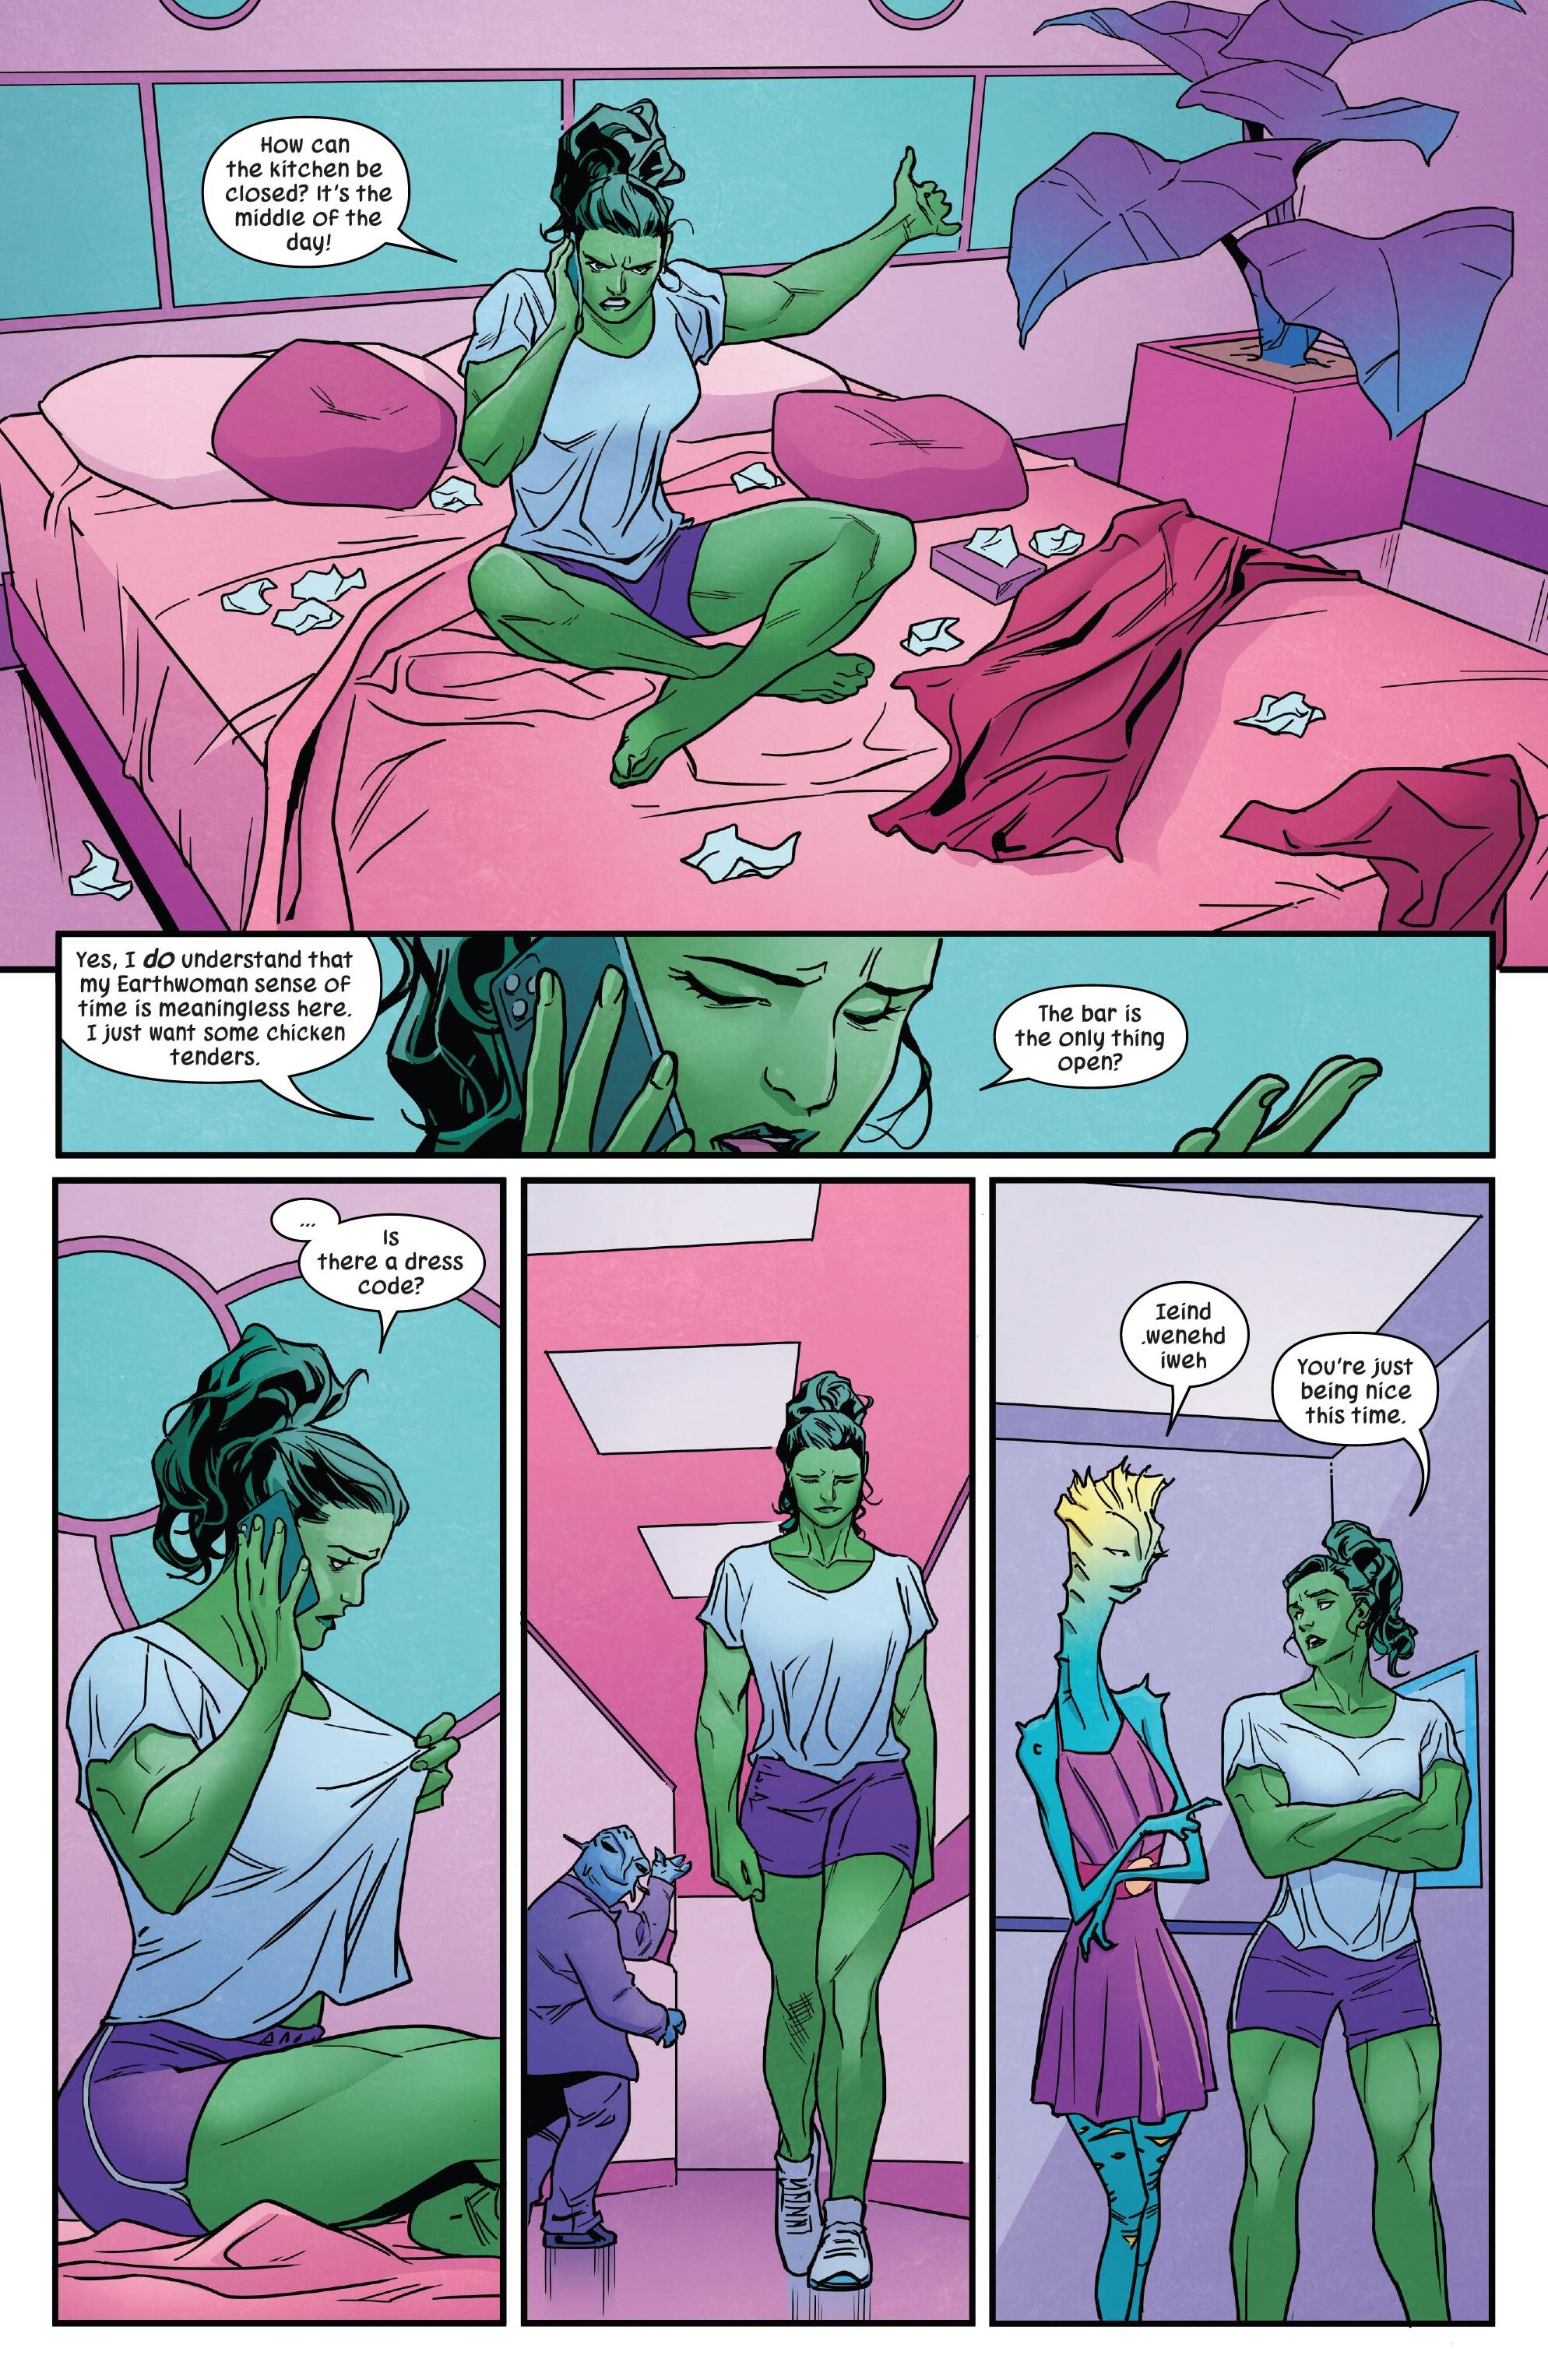 How can
the kitchen be
closed? It's the
middle of the
day!
Yes, I do understand that
my Earthwoman sense of
time is meaningless here.
I just want some chicken
tenders.
The bar is
the only thing
open?
...
Is
there a dress
code?
Ieind
.wenehd
iweh
You're just
being nice
this time.